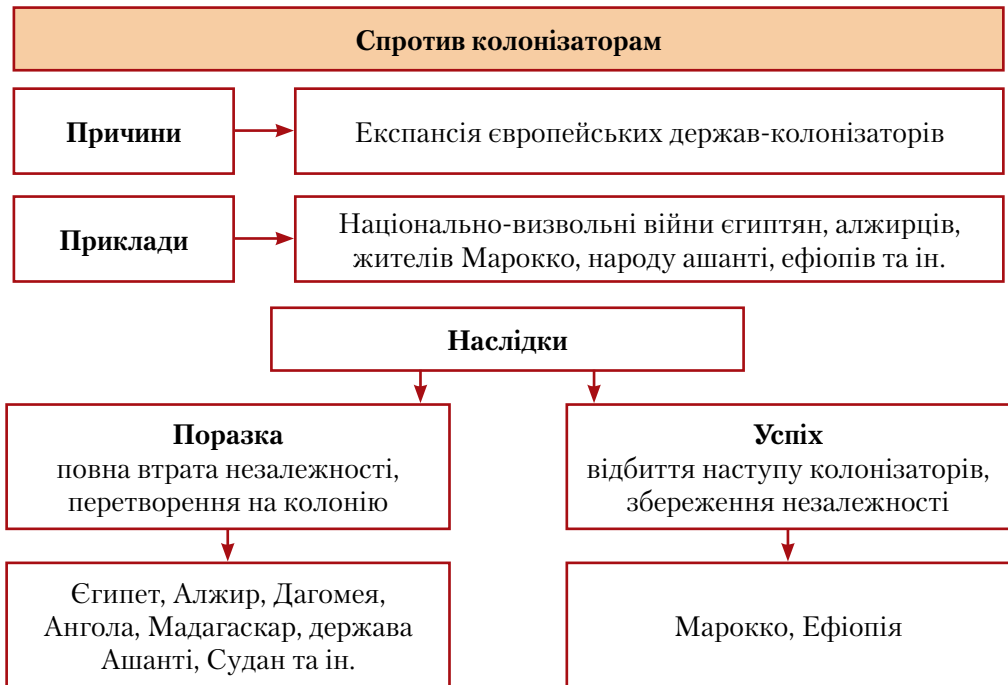 Спротив колонізаторам
Причини
Експансія європейських держав-колонізаторів
Приклади
Національно-визвольні війни єгиптян, алжирців,
жителів Марокко, народу ашанті, ефіопів та ін.
Наслідки
Поразка
повна втрата незалежності,
перетворення на колонію
Успіх
відбиття наступу колонізаторів,
збереження незалежності
Єгипет, Алжир, Дагомея,
Ангола, Мадагаскар, держава
Ашанті, Судан та ін.
Марокко, Ефіопія